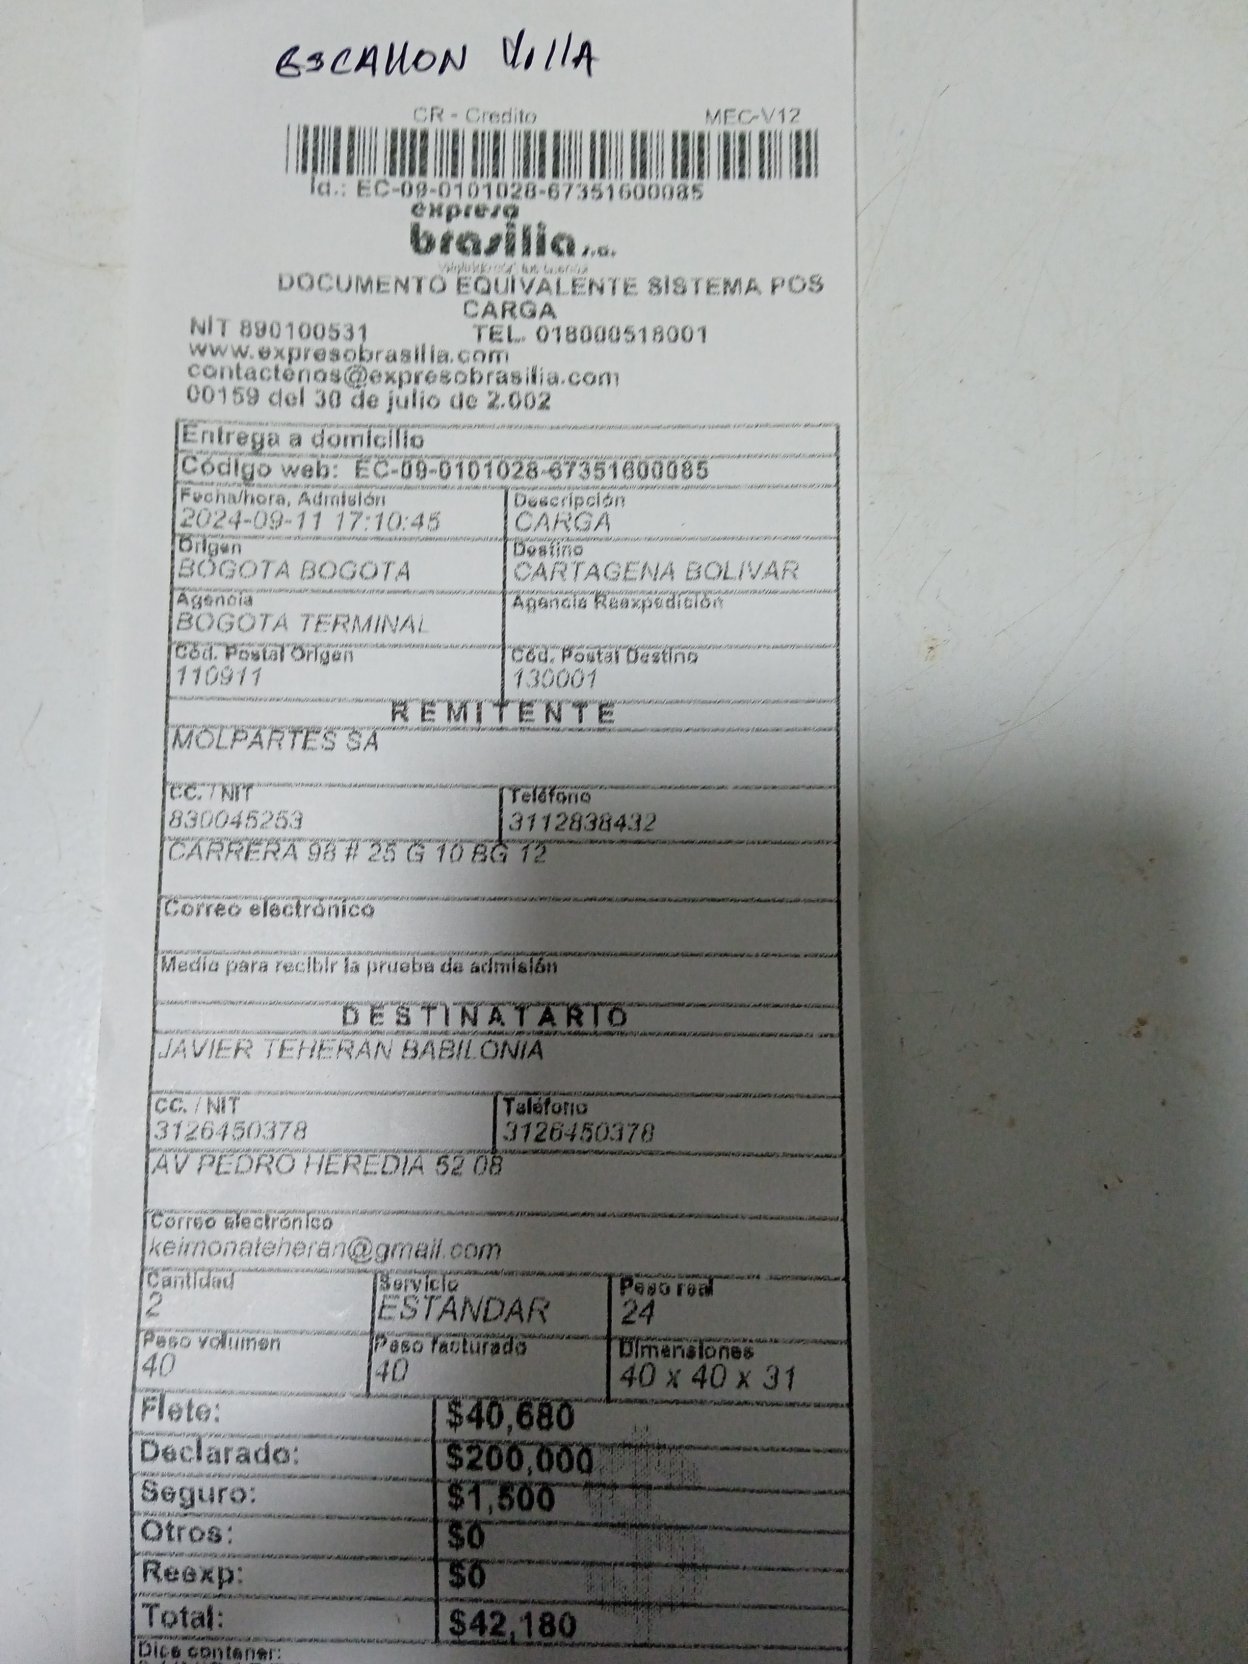 ESCALLON VIllA
CR - Credito MEC-V12
Id.: EC-09-0101028-67351600085
expreso
brasilia s.a.
DOCUMENTO EQUIVALENTE SISTEMA POS
CARGA
NIT 890100531 TEL. 018000518001
www.expresobrasilia.com
contactenos@expresobrasilia.com
00159 del 30 de julio de 2.002
Entrega a domicilio
Código web: EC-09-0101028-67351600085
Fecha/hora, Admisión Descripción
2024-09-11 17:10:45 CARGA
Origen Destino
BOGOTA BOGOTA CARTAGENA BOLIVAR
Agencia Agencia Reexpedición
BOGOTA TERMINAL
Cód. Postal Origen Cód. Postal Destino
110911 130001
REMITENTE
MOLPARTES SA
CC. / NIT Teléfono
830045253 3112838432
CARRERA 98 # 25 G 10 BG 12
Correo electrónico
Medio para recibir la prueba de admisión
DESTINATARIO
JAVIER TEHERAN BABILONIA
CC. / NIT Teléfono
3126450378 3126450378
AV PEDRO HEREDIA 52 08
Correo electrónico
keimonateheran@gmail.com
Cantidad Servicio Peso real
2 ESTANDAR 24
Peso volumen Peso facturado Dimensiones
40 40 40 x 40 x 31
Flete: $40,680
Declarado: $200,000
Seguro: $1,500
Otros: $0
Reexp: $0
Total: $42,180
Dice contener: